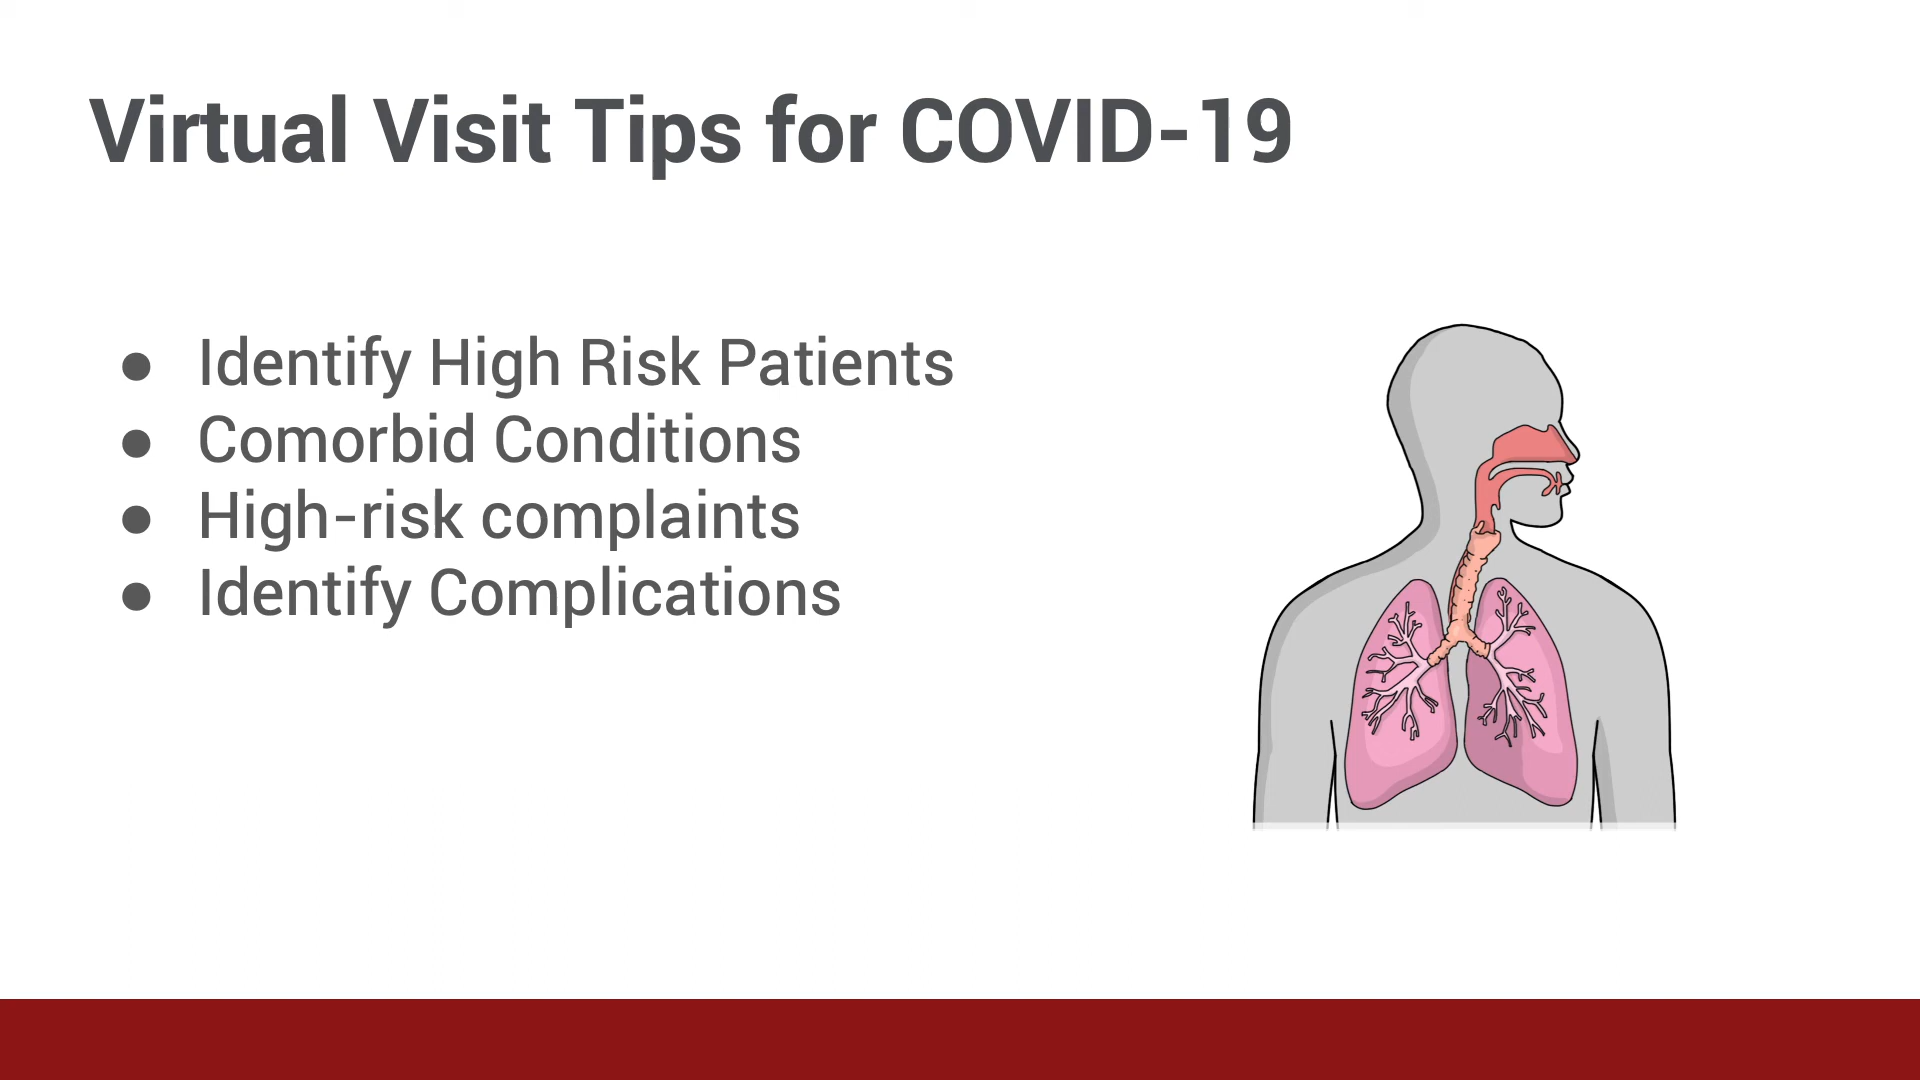 Virtual Visit Tips for COVID-19
● Identify High Risk Patients
● Comorbid Conditions
● High-risk complaints
● Identify Complications